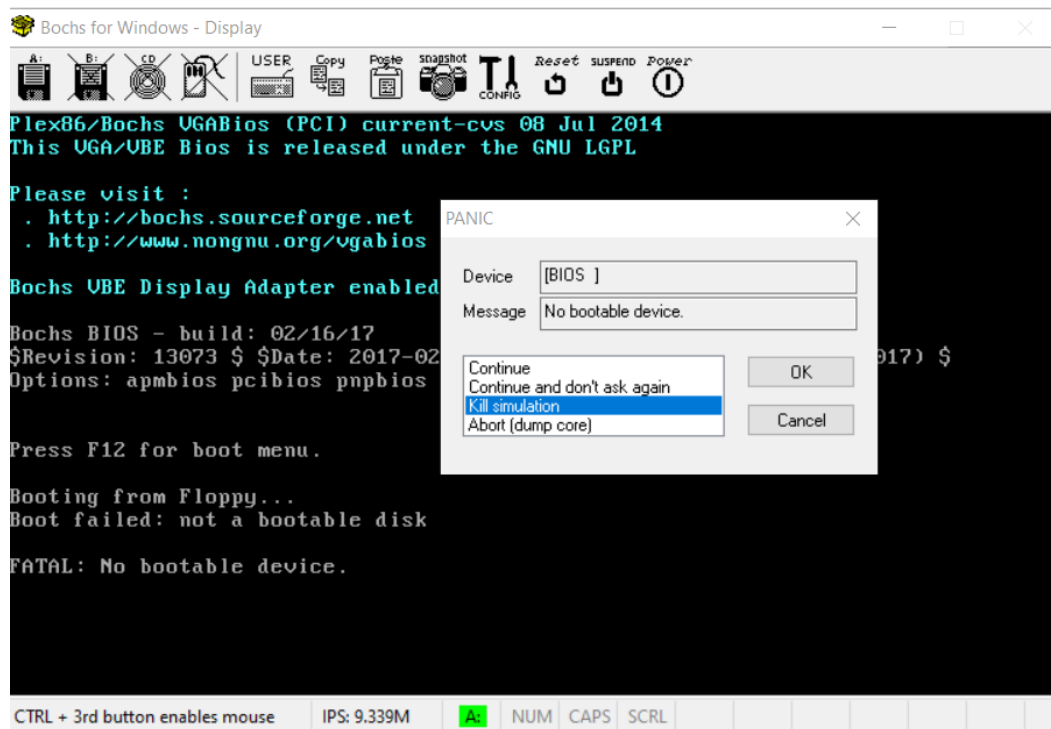 Bochs for Windows - Display
A: B: CD USER Copy Paste snapshot CONFIG Reset SUSPEND Power
Plex86/Bochs VGABios (PCI) current-cvs 08 Jul 2014
This VGA/VBE Bios is released under the GNU LGPL
Please visit :
. http://bochs.sourceforge.net
. http://www.nongnu.org/vgabios
Bochs VBE Display Adapter enabled
Bochs BIOS - build: 02/16/17
$Revision: 13073 $ $Date: 2017-02 017) $
Options: apmbios pcibios pnpbios
Press F12 for boot menu.
Booting from Floppy...
Boot failed: not a bootable disk
FATAL: No bootable device.
PANIC
Device [BIOS ]
Message No bootable device.
Continue
Continue and don't ask again
Kill simulation
Abort (dump core)
OK
Cancel
CTRL + 3rd button enables mouse IPS: 9.339M A: NUM CAPS SCRL